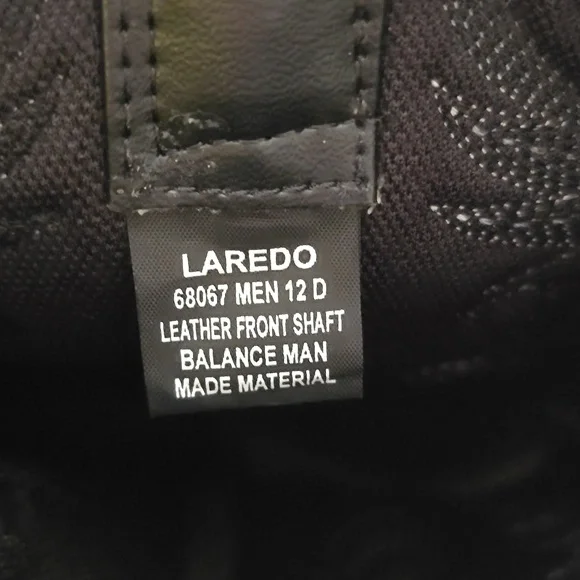 LAREDO
68067 MEN 12 D
LEATHER FRONT SHAFT
BALANCE MAN
MADE MATERIAL